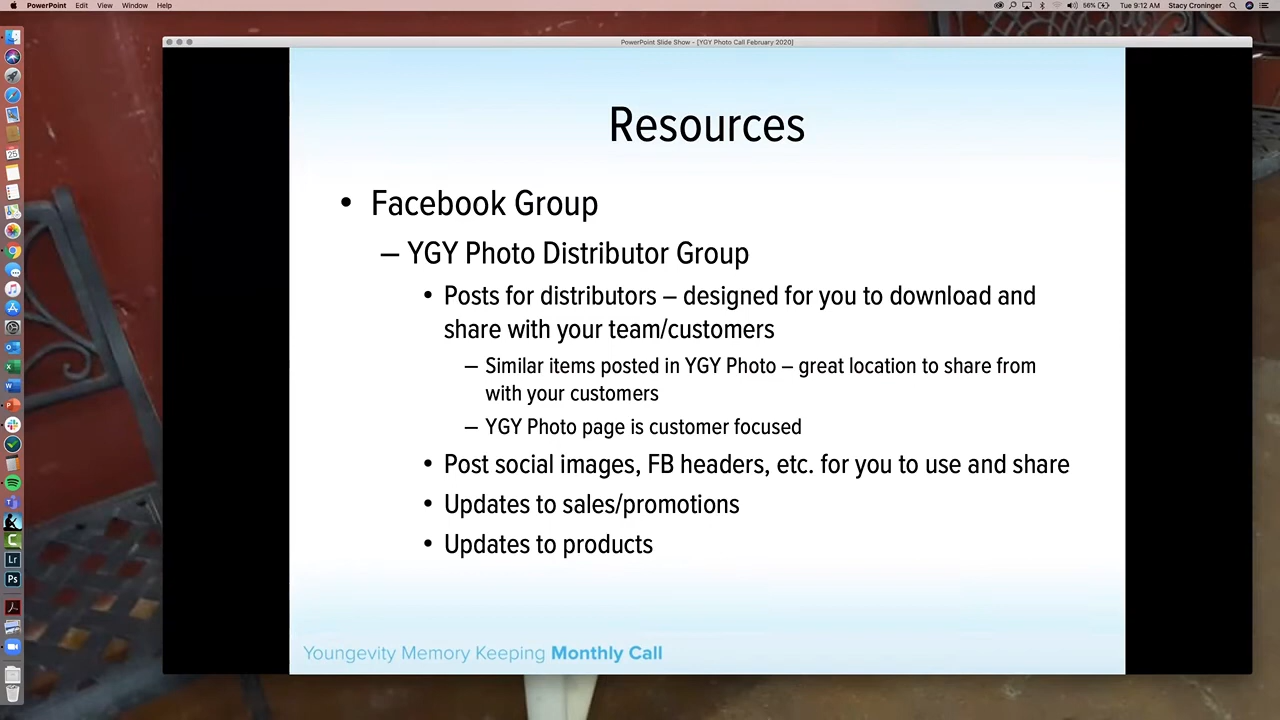 PowerPoint Edit View Window Help
56% Tue 9:12 AM Stacy Croninger
PowerPoint Slide Show - [YGY Photo Call February 2020]
Resources
• Facebook Group
– YGY Photo Distributor Group
• Posts for distributors – designed for you to download and
share with your team/customers
– Similar items posted in YGY Photo – great location to share from
with your customers
– YGY Photo page is customer focused
• Post social images, FB headers, etc. for you to use and share
• Updates to sales/promotions
• Updates to products
Youngevity Memory Keeping Monthly Call
25
Lr
Ps